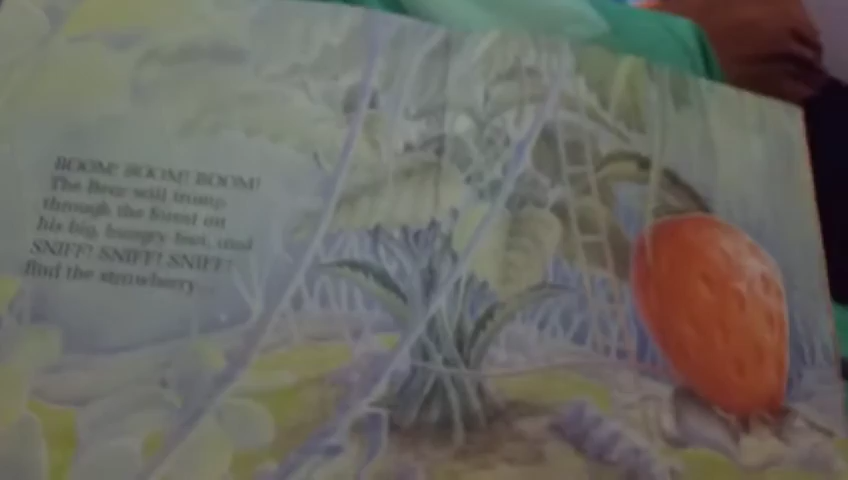 BOOM! BOOM! BOOM!
The Bear will tromp
through the forest on
his big, hungry feet, and
SNIFF! SNIFF! SNIFF!
find the strawberry...